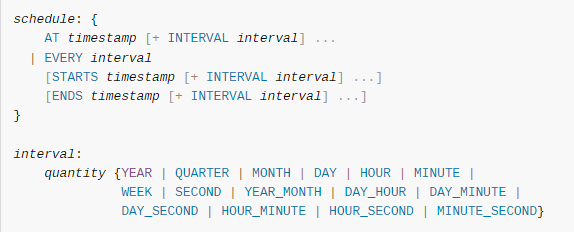 schedule: {
    AT timestamp [+ INTERVAL interval] ...
  | EVERY interval
    [STARTS timestamp [+ INTERVAL interval] ...]
    [ENDS timestamp [+ INTERVAL interval] ...]
}

interval:
    quantity {YEAR | QUARTER | MONTH | DAY | HOUR | MINUTE |
              WEEK | SECOND | YEAR_MONTH | DAY_HOUR | DAY_MINUTE |
              DAY_SECOND | HOUR_MINUTE | HOUR_SECOND | MINUTE_SECOND}